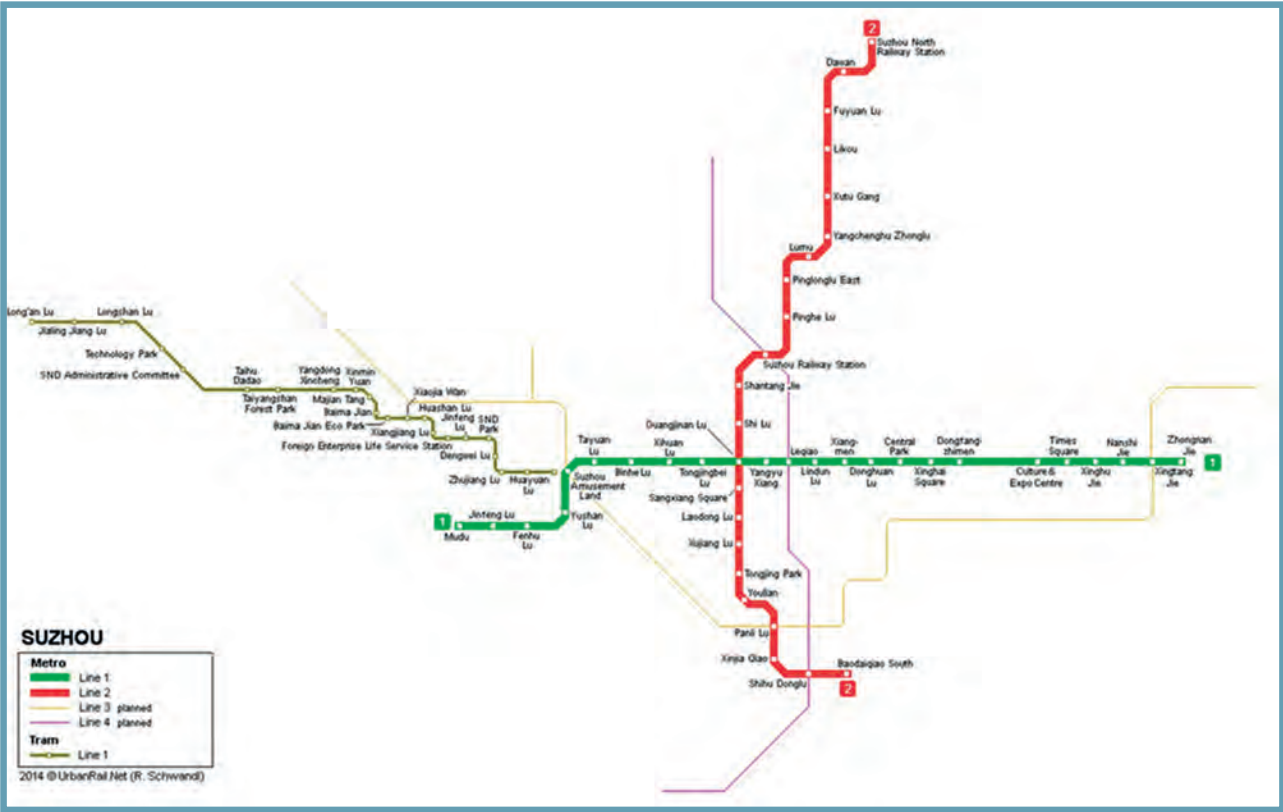 2
Suzhou North
Railway Station
Dawan
Fuyuan Lu
Likou
Xutu Gang
Yangchenghu Zhonglu
Lumu
Pinglonglu East
Pinghe Lu
Suzhou Railway Station
Shantang Jie
Shi Lu
Guangjinan Lu
Long'an Lu
Jialing Jiang Lu
Longshan Lu
Technology Park
SND Administrative Committee
Taihu
Dadao
Taiyangshan
Forest Park
Yangdong
Xincheng
Majian Tang
Xinmin
Yuan
Baima Jian
Baima Jian Eco Park
Xiaojia Wan
Xiangjiang Lu
Huashan Lu
Foreign Enterprise Life Service Station
Jinfeng
Lu
SND
Park
Dengwei Lu
Zhujiang Lu
Huayuan
Lu
1
Mudu
Jinfeng Lu
Fenhu
Lu
Yushan
Lu
Suzhou
Amusement
Land
Tayuan
Lu
Binhe Lu
Xihuan
Lu
Tongjingbei
Lu
Yangyu
Xiang
Leqiao
Lindun
Lu
Xiang-
men
Donghuan
Lu
Central
Park
Xinghai
Square
Dongfang-
zhimen
Culture &
Expo Centre
Times
Square
Xinghu
Jie
Nanshi
Jie
Xingtang
Jie
Zhongnan
Jie
1
Sangxiang Square
Laodong Lu
Xujiang Lu
Tongjing Park
Youlian
Panli Lu
Xinjia Qiao
Shihu Donglu
Baodaiqiao South
2
SUZHOU
Metro
Line 1
Line 2
Line 3 planned
Line 4 planned
Tram
Line 1
2014 © UrbanRail.Net (R. Schwandl)